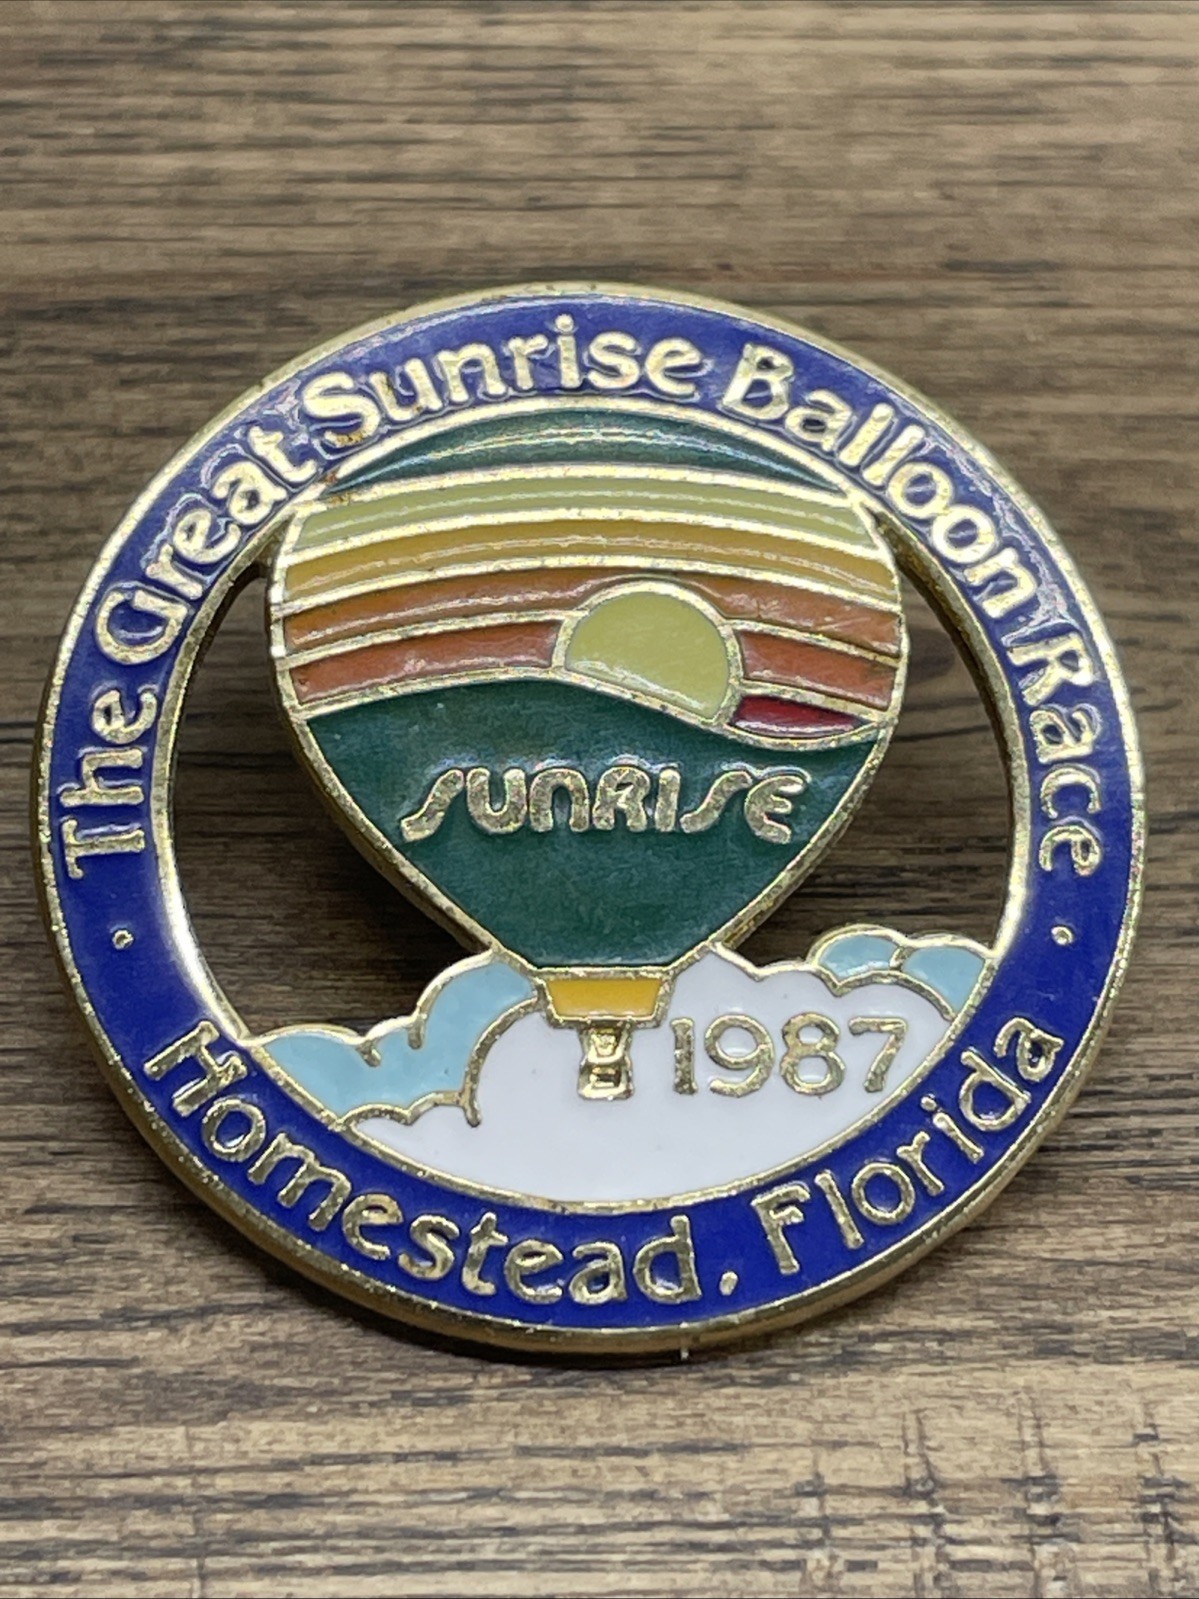 The Great Sunrise Balloon Race
SUNRISE
1987
Homestead, Florida